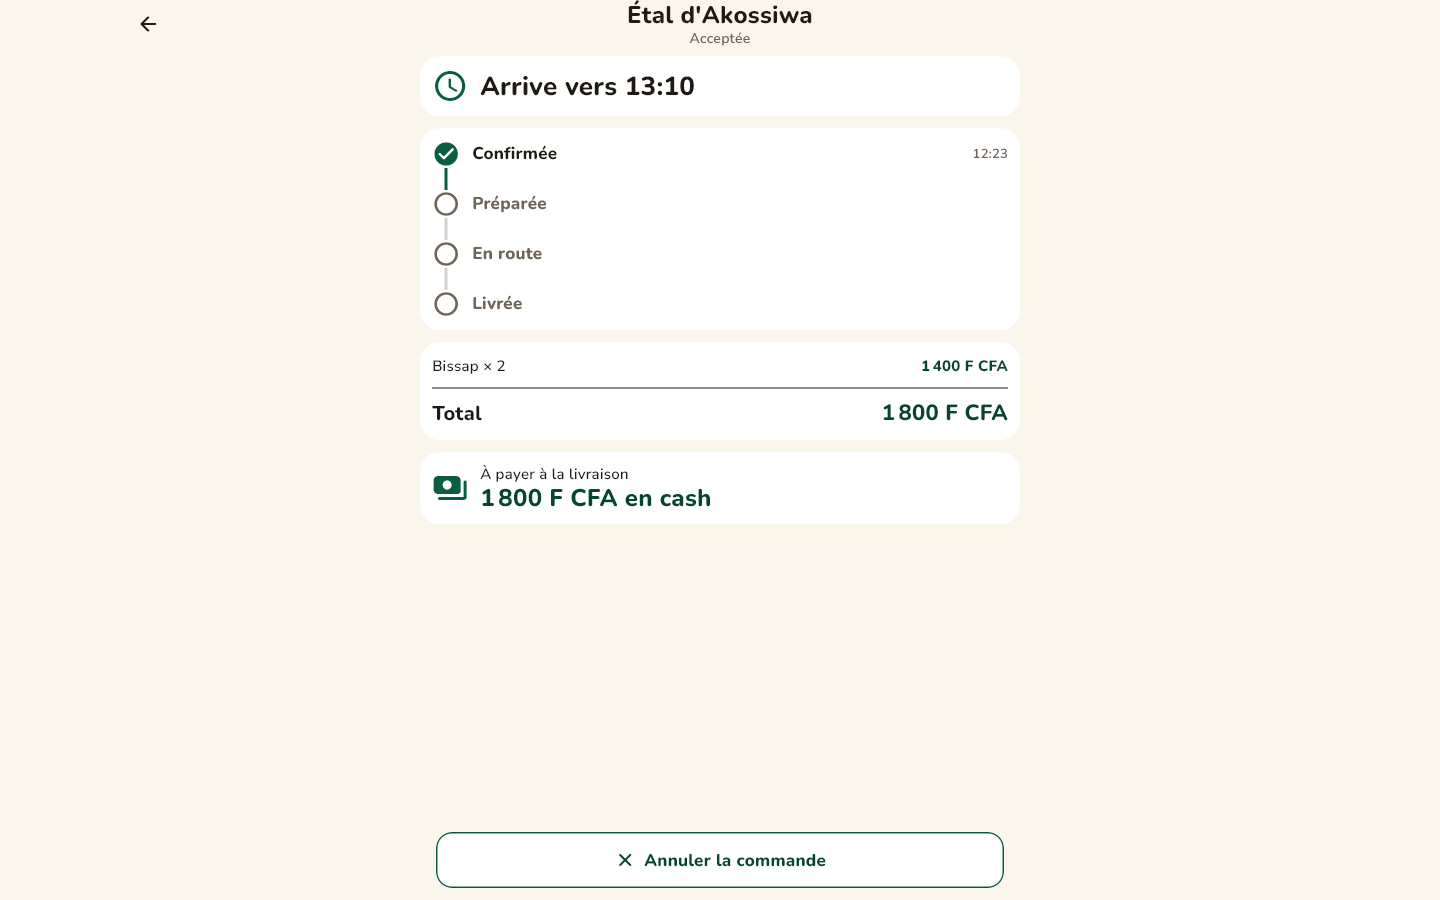 Étal d'Akossiwa
Acceptée
Arrive vers 13:10
Confirmée 12:23
Préparée
En route
Livrée
Bissap × 2 1 400 F CFA
Total 1 800 F CFA
À payer à la livraison
1 800 F CFA en cash
Annuler la commande